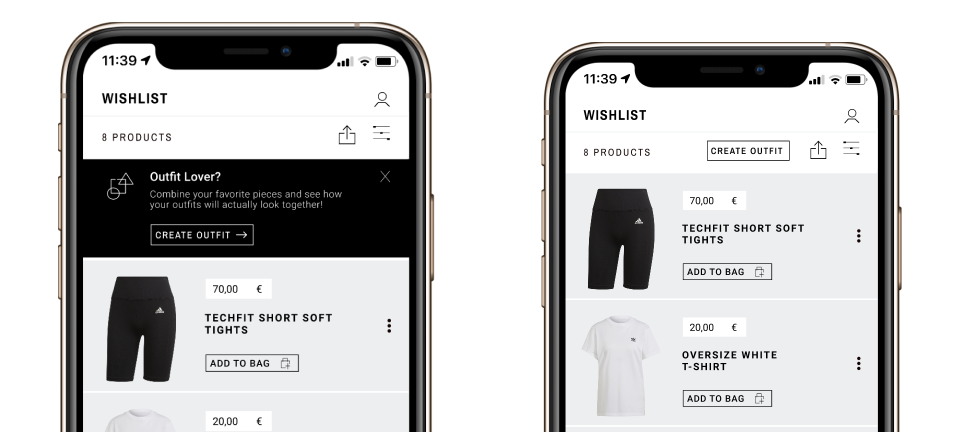 11:39
WISHLIST
8 PRODUCTS
Outfit Lover?
Combine your favorite pieces and see how
your outfits will actually look together!
CREATE OUTFIT →
70,00 €
TECHFIT SHORT SOFT
TIGHTS
ADD TO BAG
20,00 €
11:39
WISHLIST
8 PRODUCTS
CREATE OUTFIT
70,00 €
TECHFIT SHORT SOFT
TIGHTS
ADD TO BAG
20,00 €
OVERSIZE WHITE
T-SHIRT
ADD TO BAG